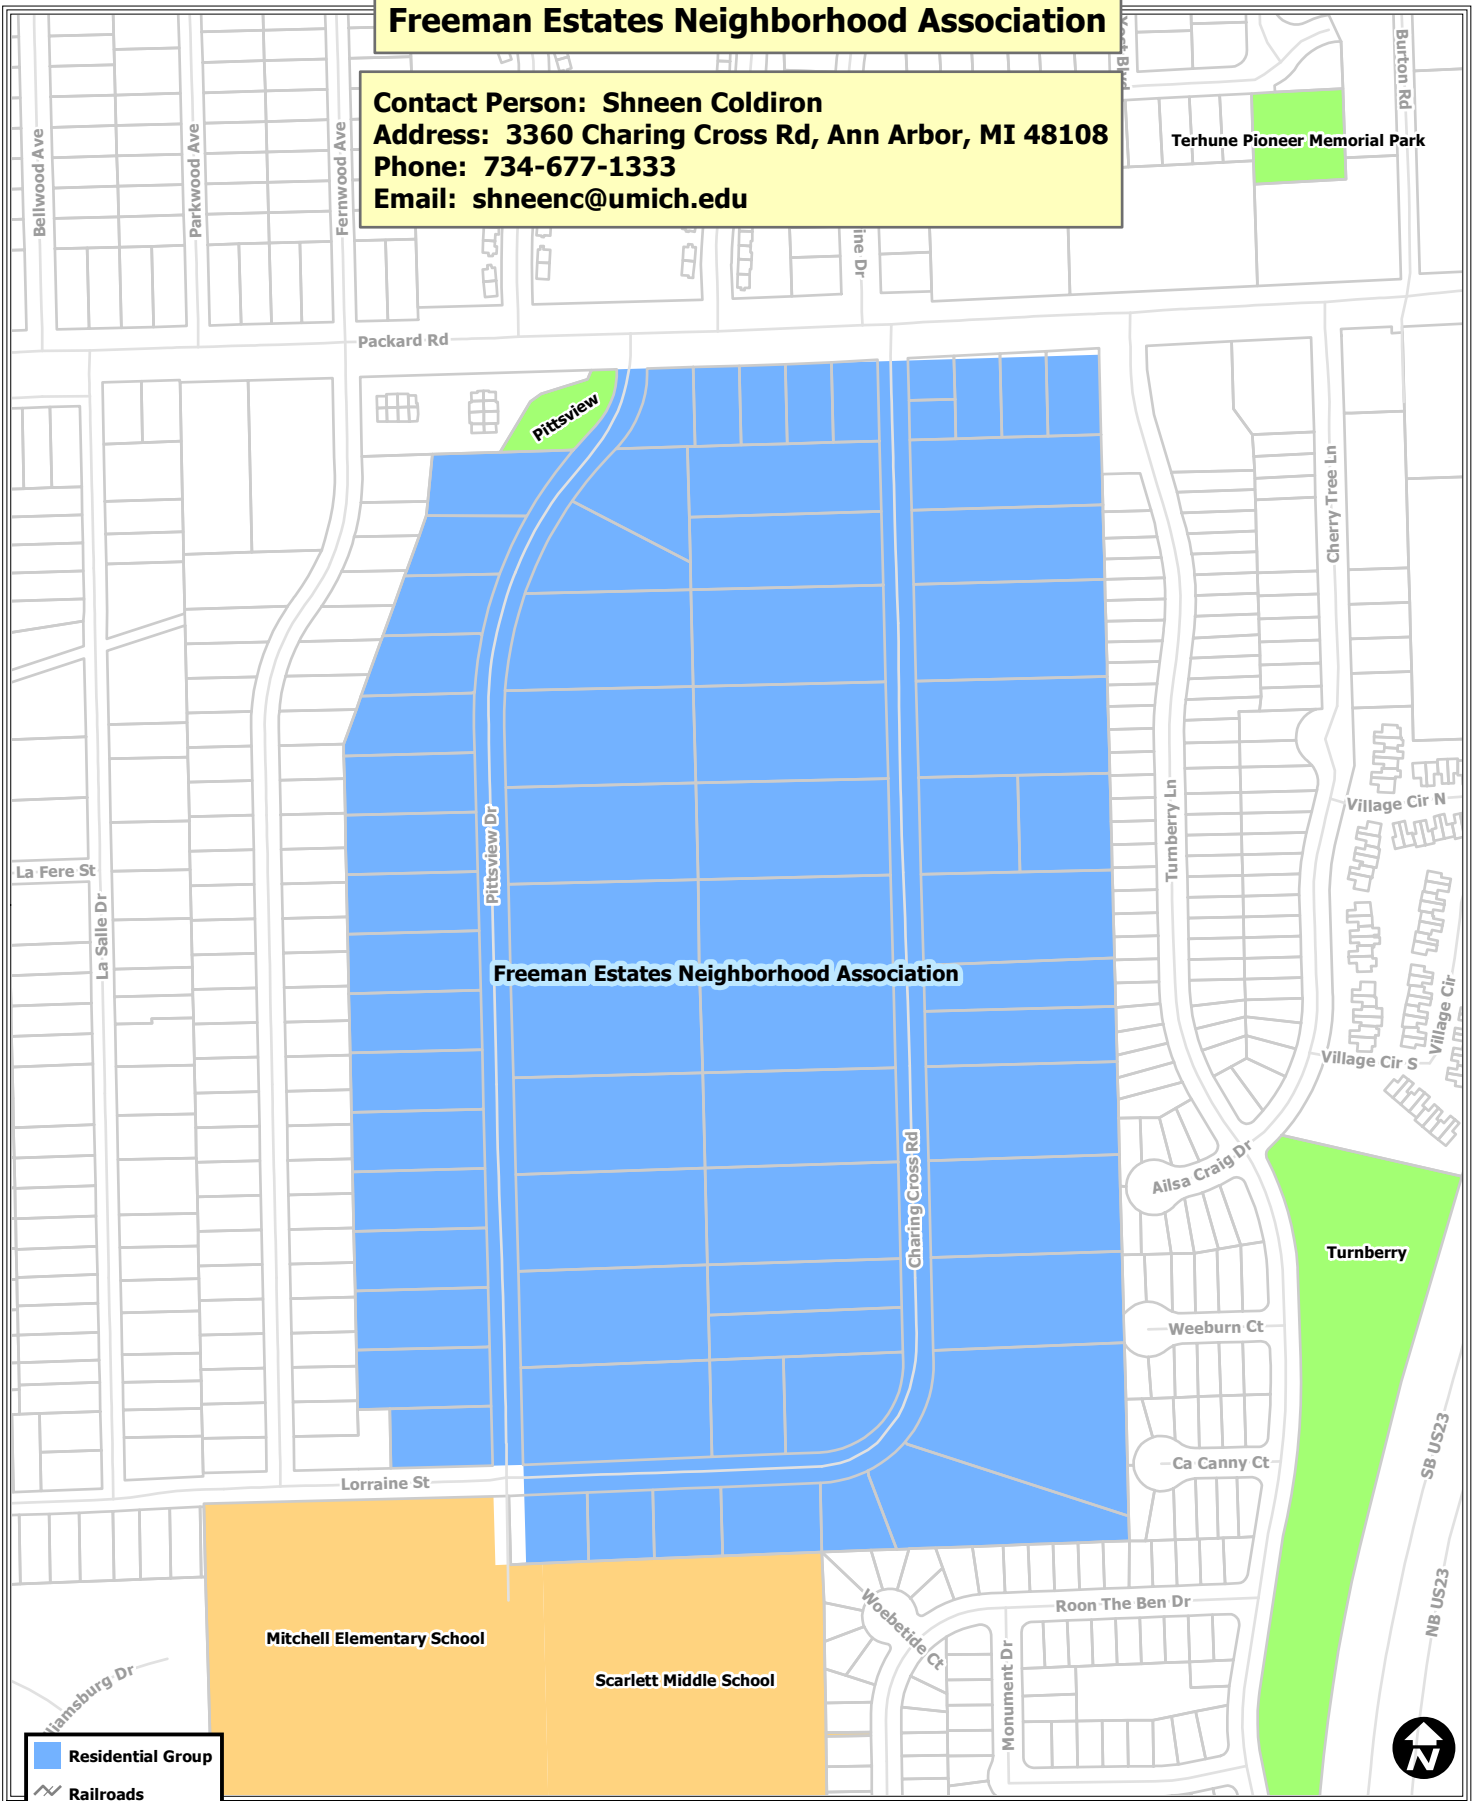 Freeman Estates Neighborhood Association
Contact Person: Shneen Coldiron
Address: 3360 Charing Cross Rd, Ann Arbor, MI 48108
Phone: 734-677-1333
Email: shneenc@umich.edu
Burton Rd
Terhune Pioneer Memorial Park
Bellwood Ave
Parkwood Ave
Fernwood Ave
ine Dr
Packard Rd
Pittsview
Cherry Tree Ln
Village Cir N
Pittsview Dr
Turnberry Ln
La Fere St
La Salle Dr
Freeman Estates Neighborhood Association
Village Cir
Village Cir S
Ailsa Craig Dr
Charing Cross Rd
Turnberry
Weeburn Ct
SB US23
Ca Canny Ct
Lorraine St
NB US23
Roon The Ben Dr
Woebetide Ct
Mitchell Elementary School
Scarlett Middle School
Monument Dr
liamsburg Dr
Residential Group
Railroads
N